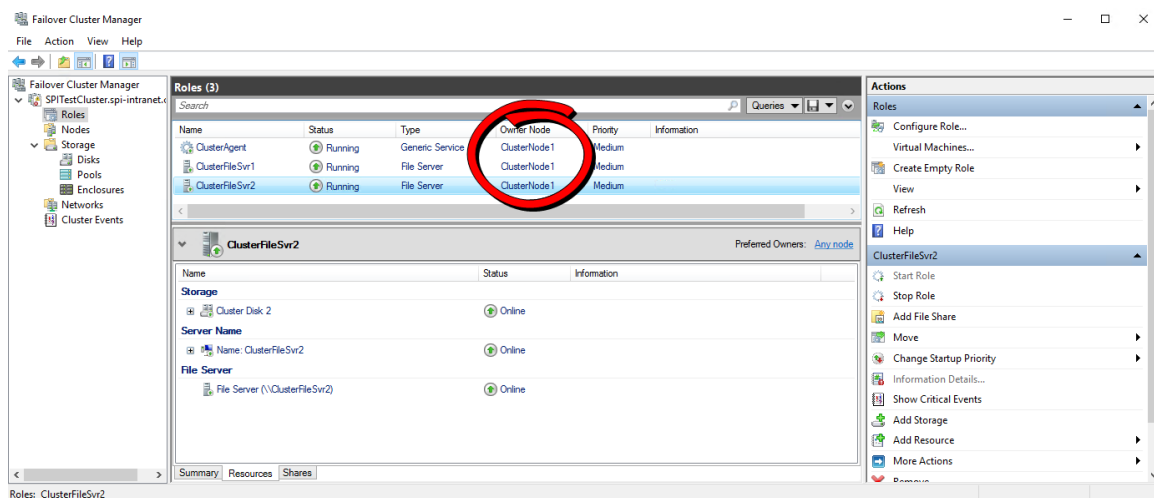 Failover Cluster Manager
File Action View Help
Failover Cluster Manager
SPITestCluster.spi-intranet.c
Roles
Nodes
Storage
Disks
Pools
Enclosures
Networks
Cluster Events
Roles (3)
Search
Queries
Name Status Type Owner Node Priority Information
ClusterAgent Running Generic Service ClusterNode1 Medium
ClusterFileSvr1 Running File Server ClusterNode1 Medium
ClusterFileSvr2 Running File Server ClusterNode1 Medium
ClusterFileSvr2 Preferred Owners: Any node
Name Status Information
Storage
Cluster Disk 2 Online
Server Name
Name: ClusterFileSvr2 Online
File Server
File Server (\\ClusterFileSvr2) Online
Summary Resources Shares
Actions
Roles
Configure Role...
Virtual Machines...
Create Empty Role
View
Refresh
Help
ClusterFileSvr2
Start Role
Stop Role
Add File Share
Move
Change Startup Priority
Information Details...
Show Critical Events
Add Storage
Add Resource
More Actions
Remove
Roles: ClusterFileSvr2